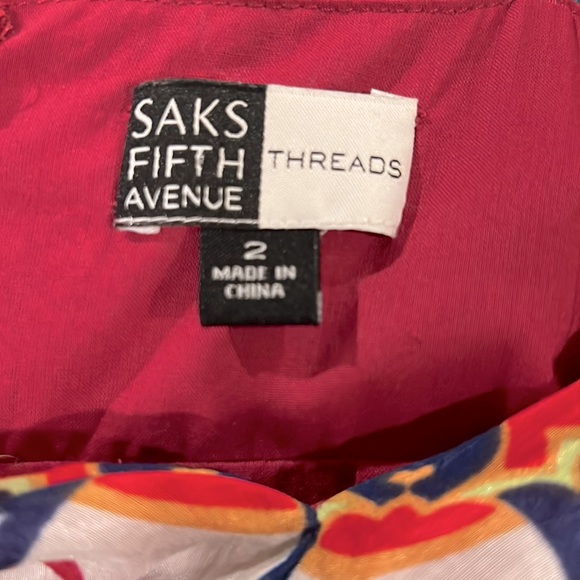 SAKS
FIFTH
AVENUE
THREADS
2
MADE IN
CHINA